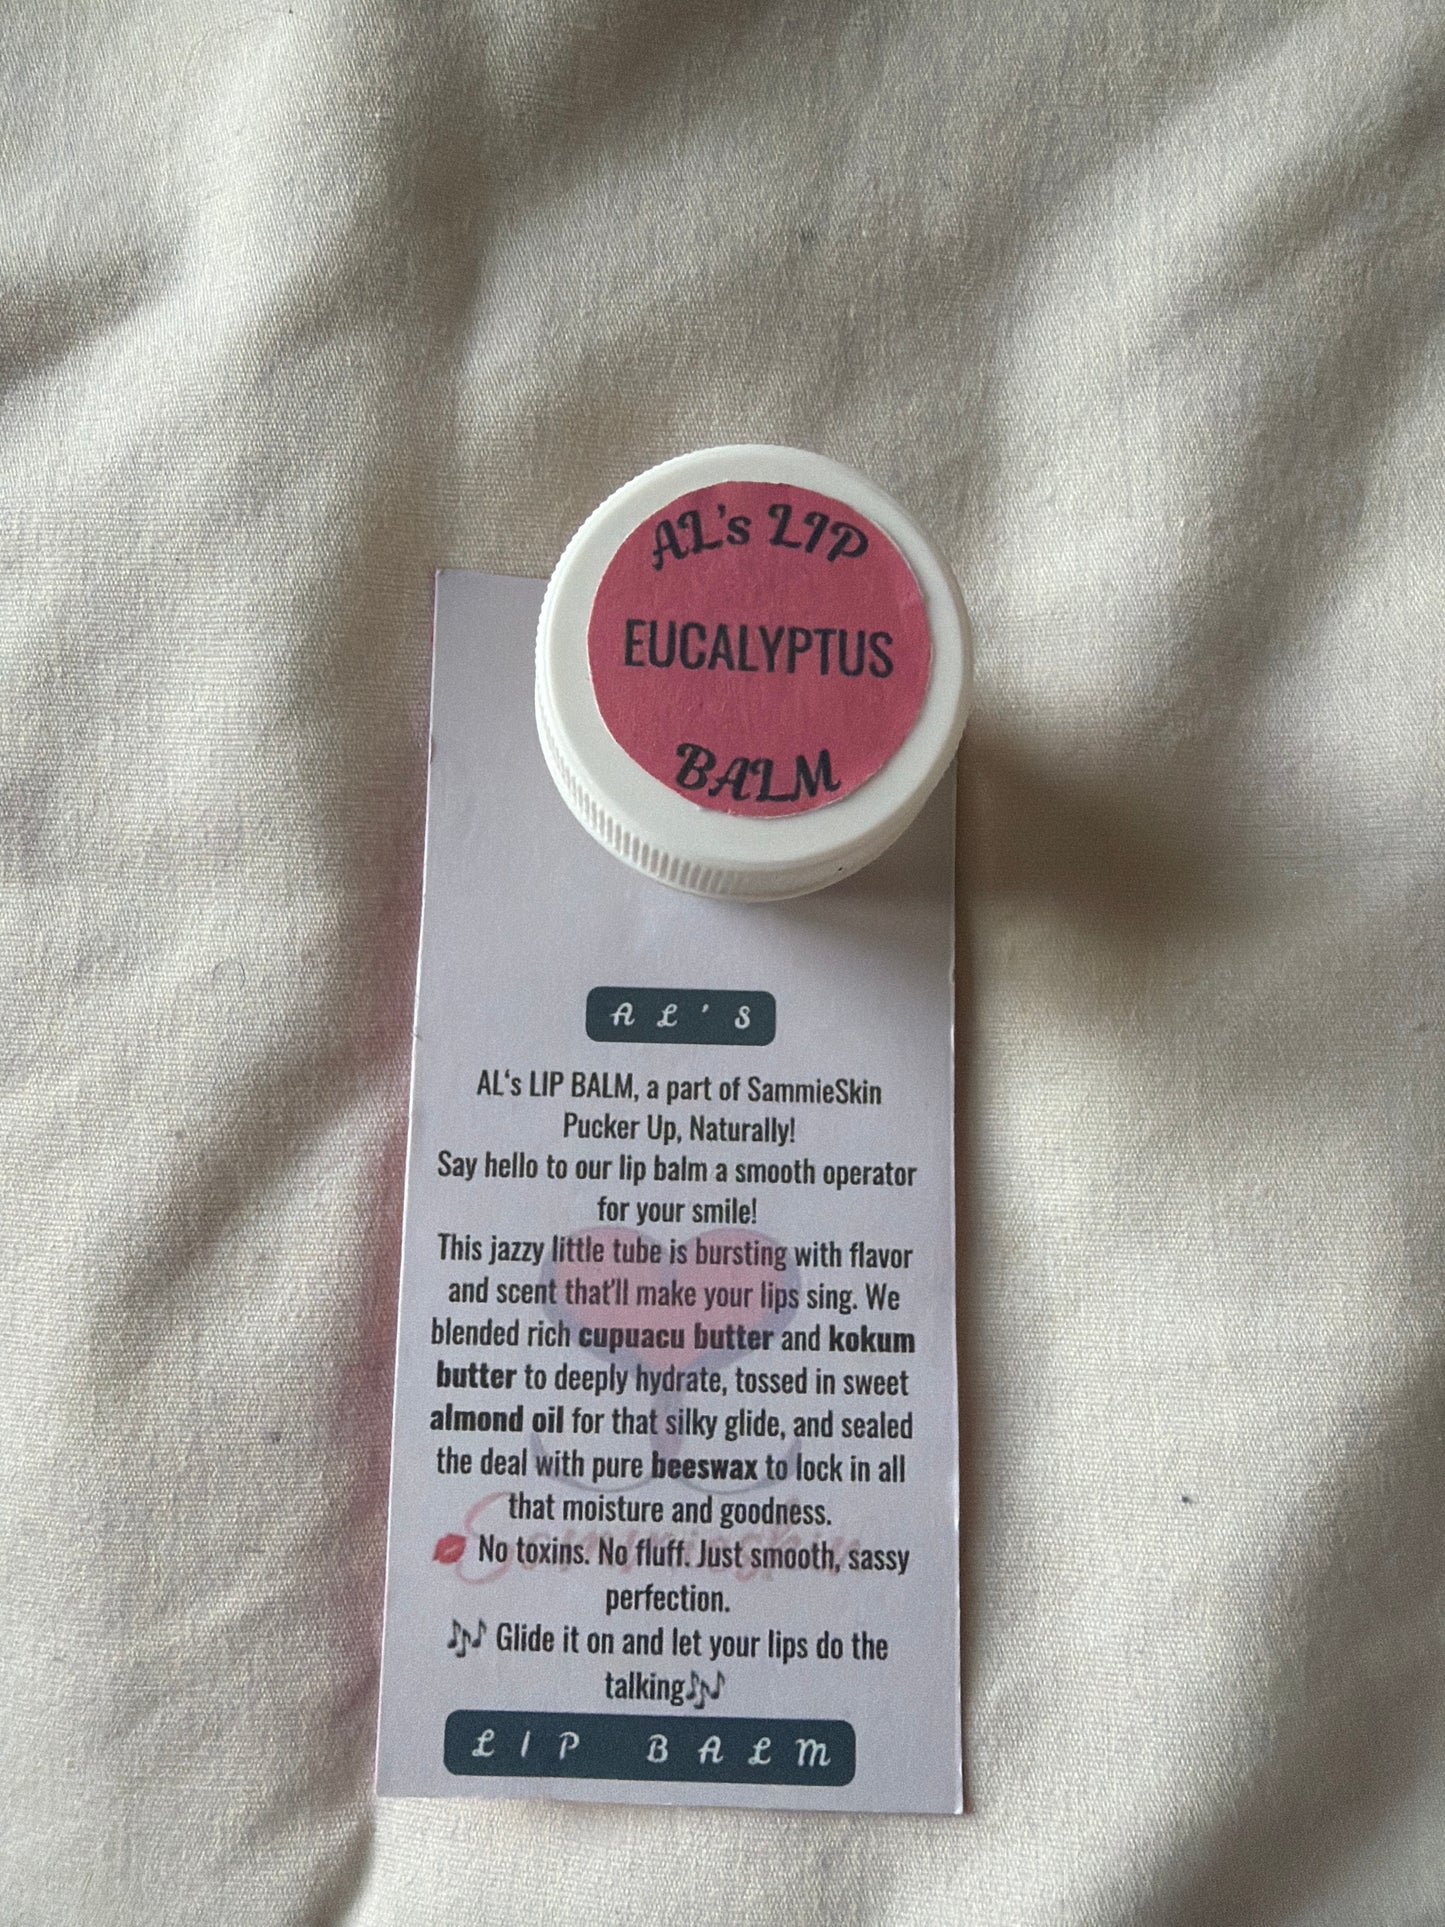 AL's LIP
EUCALYPTUS
BALM
AL'S
AL's LIP BALM, a part of SammieSkin
Pucker Up, Naturally!
Say hello to our lip balm a smooth operator
for your smile!
This jazzy little tube is bursting with flavor
and scent that'll make your lips sing. We
blended rich cupuacu butter and kokum
butter to deeply hydrate, tossed in sweet
almond oil for that silky glide, and sealed
the deal with pure beeswax to lock in all
that moisture and goodness.
Sammieskin
💋 No toxins. No fluff. Just smooth, sassy
perfection.
🎶 Glide it on and let your lips do the
talking🎶
LIP BALM